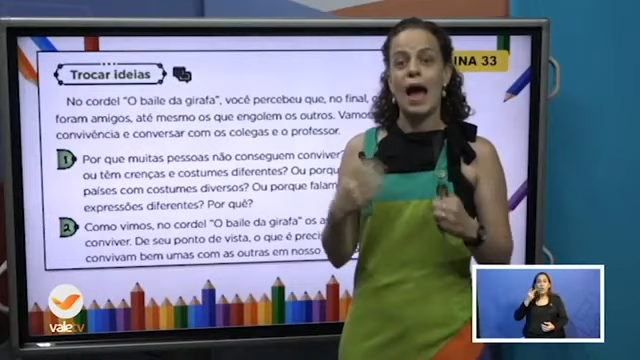 INA 33
Trocar ideias
No cordel "O baile da girafa", você percebeu que, no final,
foram amigos, até mesmo os que engolem os outros. Vamos
convivência e conversar com os colegas e o professor.
1 Por que muitas pessoas não conseguem conviver?
ou têm crenças e costumes diferentes? Ou porqu
países com costumes diversos? Ou porque falam
expressões diferentes? Por quê?
2 Como vimos, no cordel "O baile da girafa" os a
conviver. De seu ponto de vista, o que é preci
convivam bem umas com as outras em nosso
vale tv